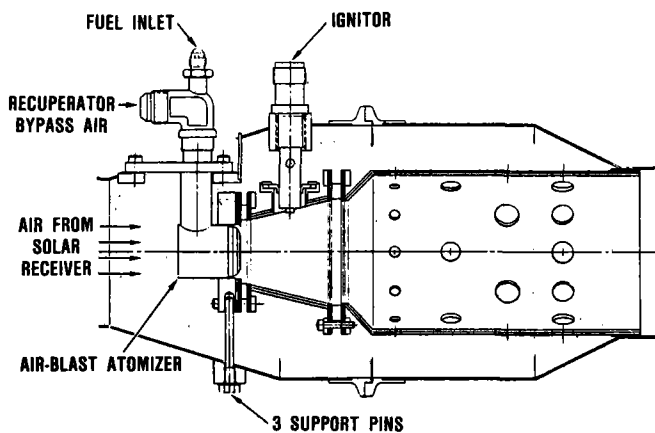 FUEL INLET
IGNITOR
RECUPERATOR
BYPASS AIR
AIR FROM
SOLAR
RECEIVER
AIR-BLAST ATOMIZER
3 SUPPORT PINS